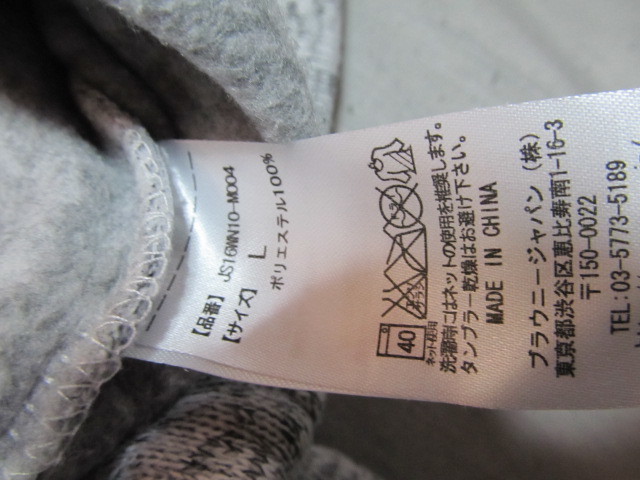 【品番】 JS16WN10-M004
【サイズ】 L
ポリエステル100%
40
ネット使用
洗濯時にはネットの使用を推奨します。
タンブラー乾燥はお避け下さい。
MADE IN CHINA
ブラウニージャパン (株)
東京都渋谷区恵比寿南1-16-3
〒150-0022
TEL:03-5773-5189